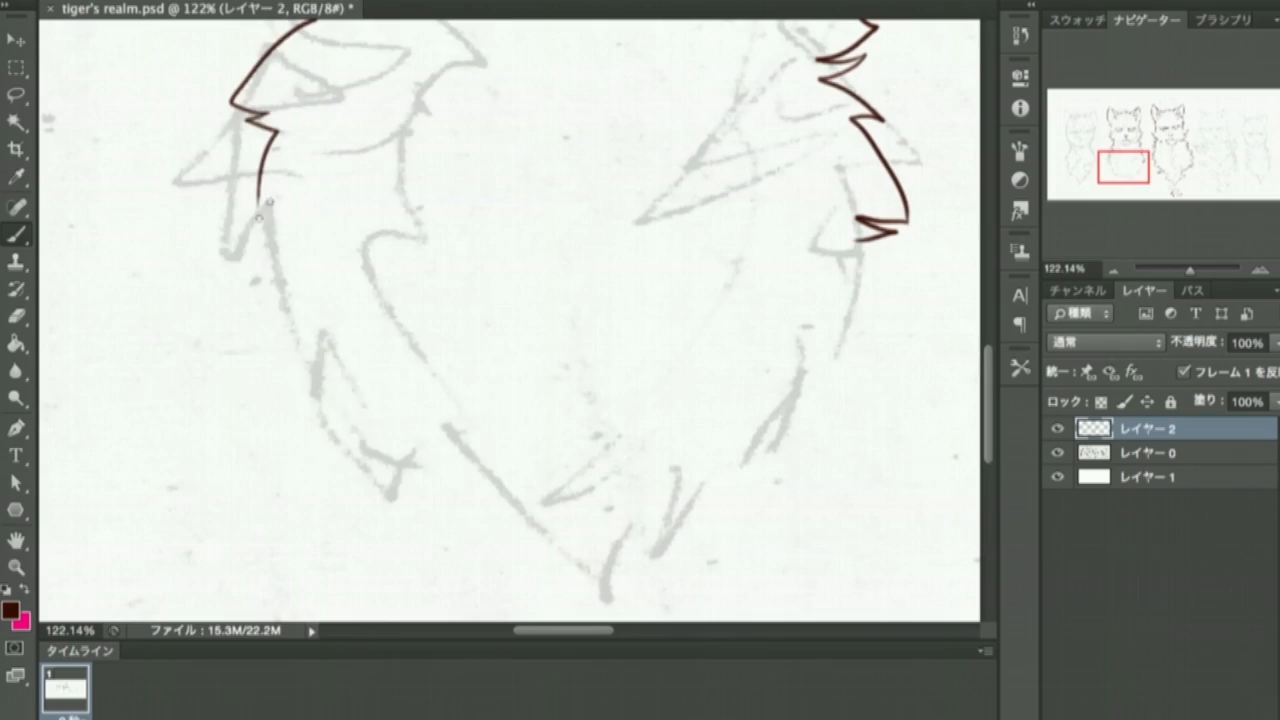 × tiger's realm.psd @ 122% (レイヤー 2, RGB/8#) *
スウォッチ ナビゲーター ブラシプリ
122.14%
チャンネル レイヤー パス
種類 T
通常 不透明度 : 100%
統一 : フレーム 1 を反
ロック : 塗り : 100%
レイヤー 2
レイヤー 0
レイヤー 1
122.14% ファイル : 15.3M/22.2M
タイムライン
1